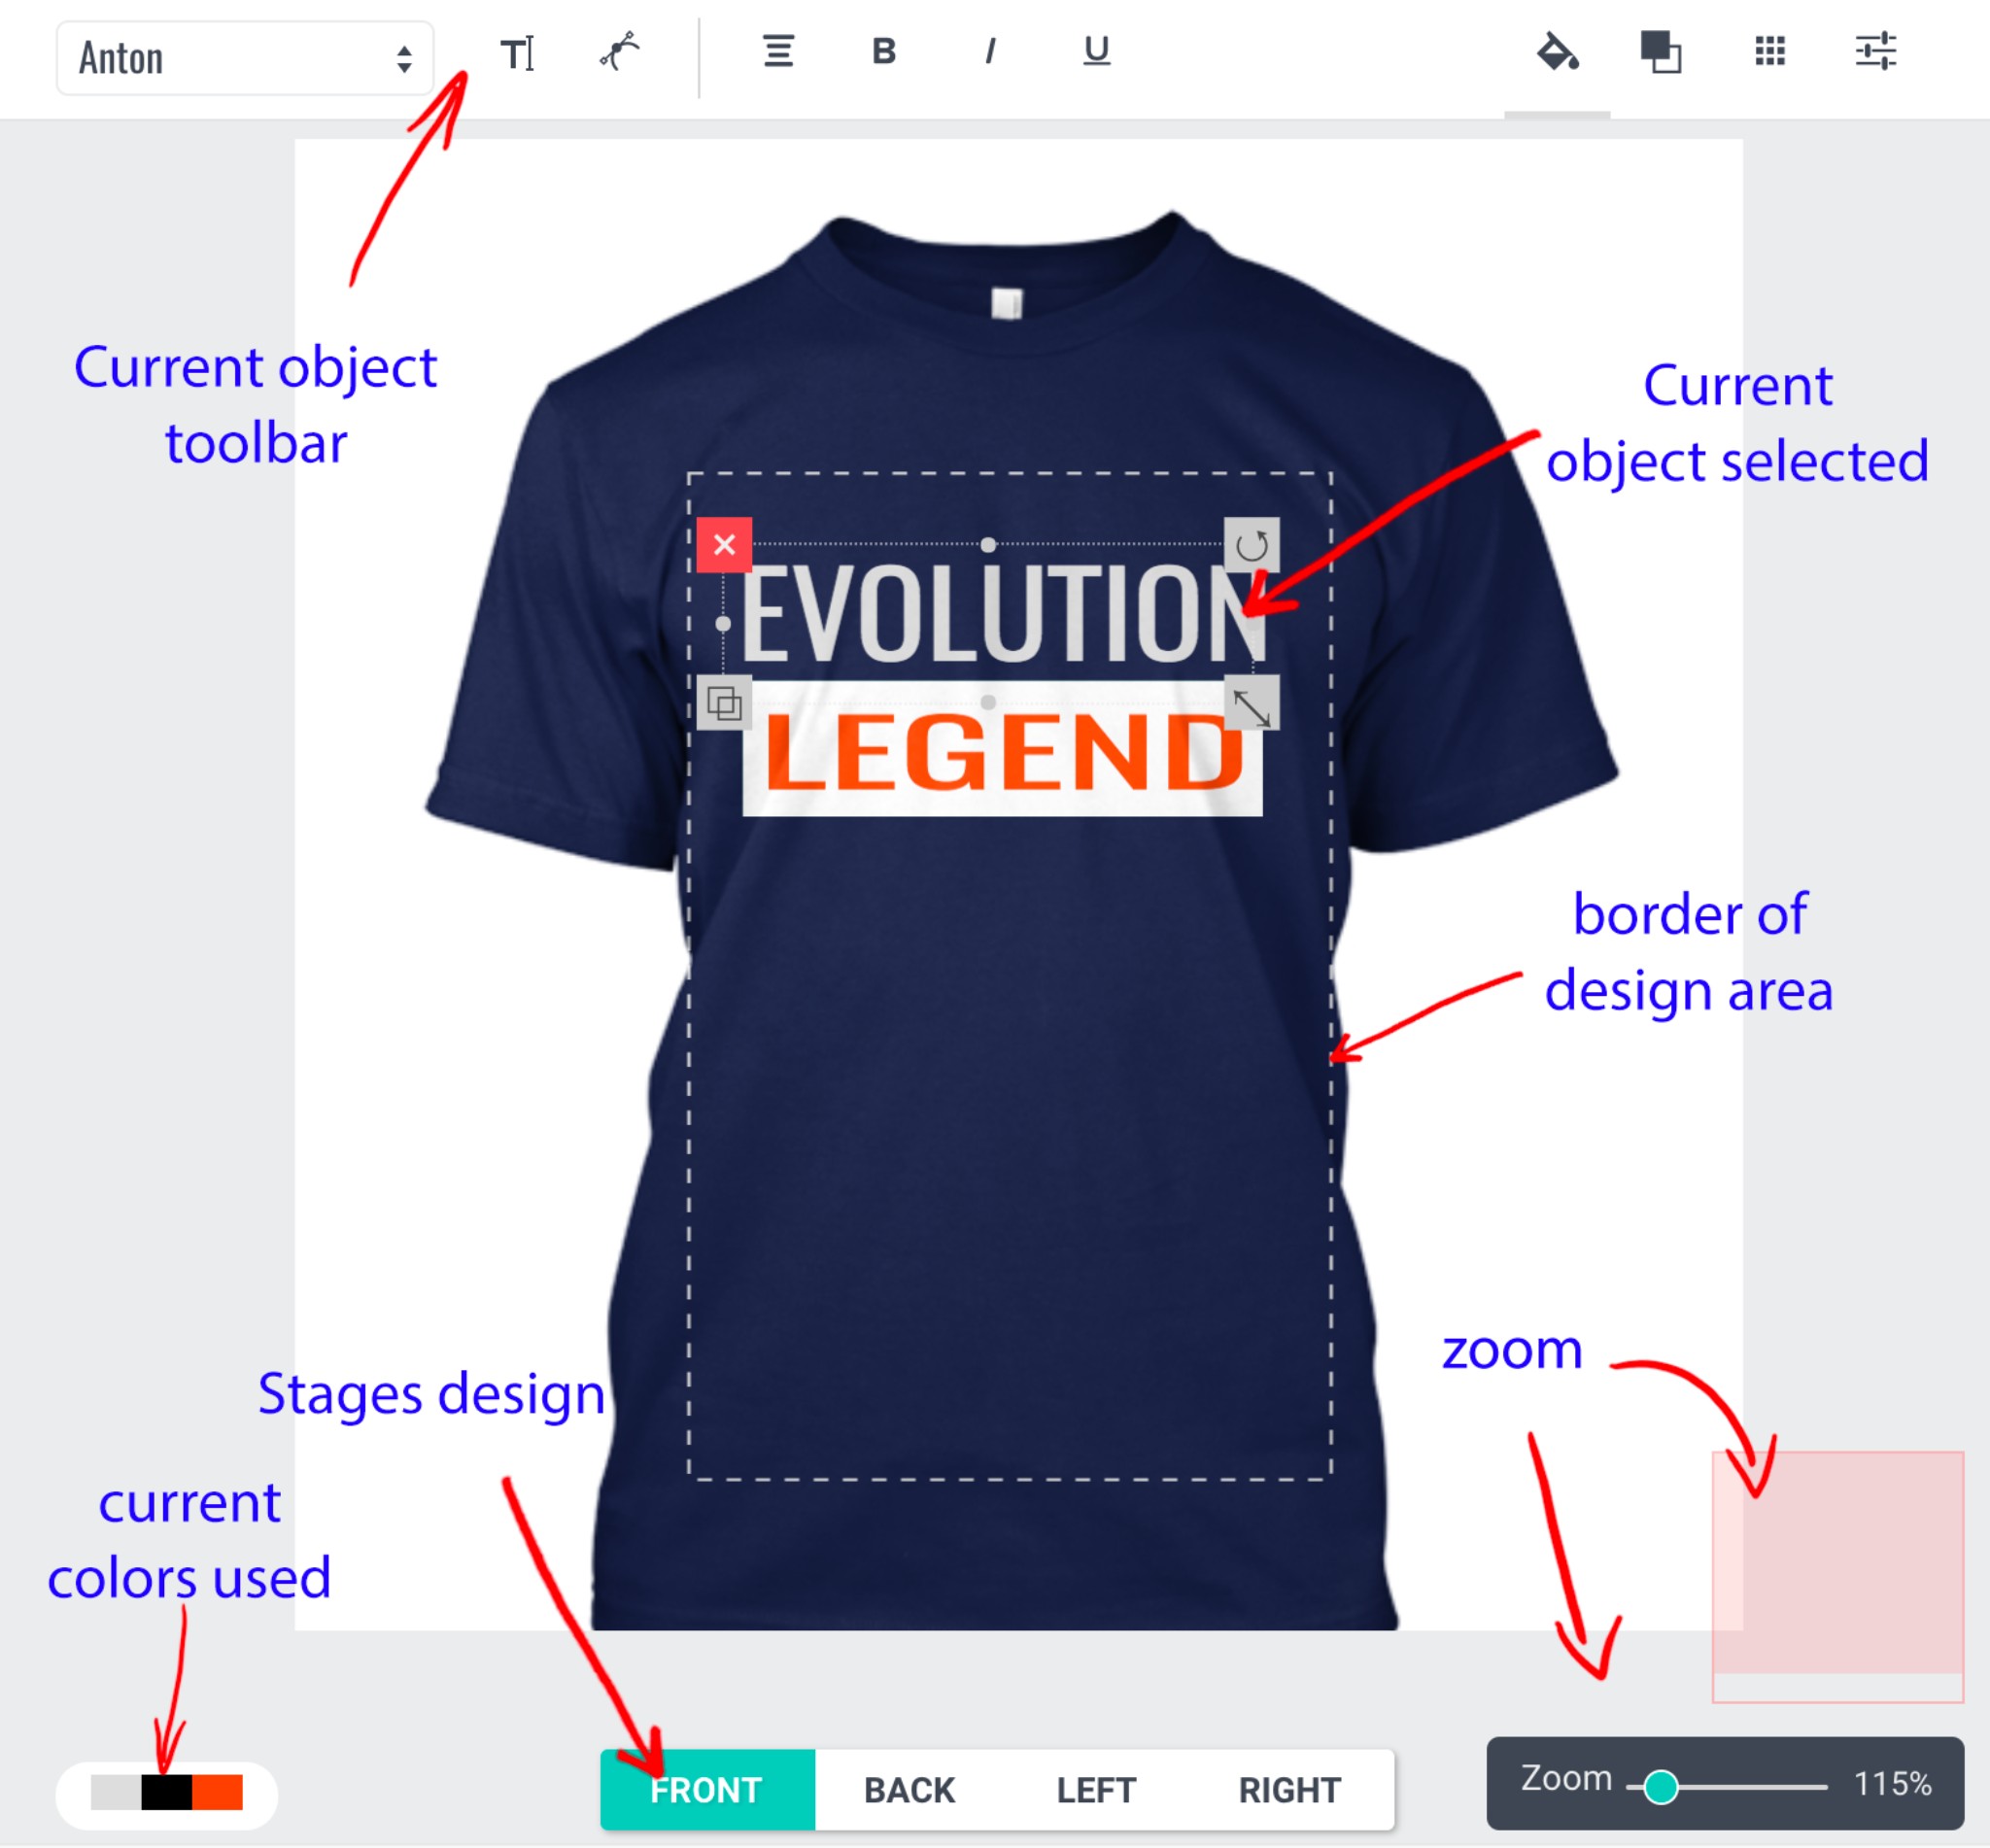 Anton
B I U
Current object
toolbar
Current
object selected
EVOLUTION
LEGEND
border of
design area
zoom
Stages design
current
colors used
FRONT BACK LEFT RIGHT
Zoom 115%